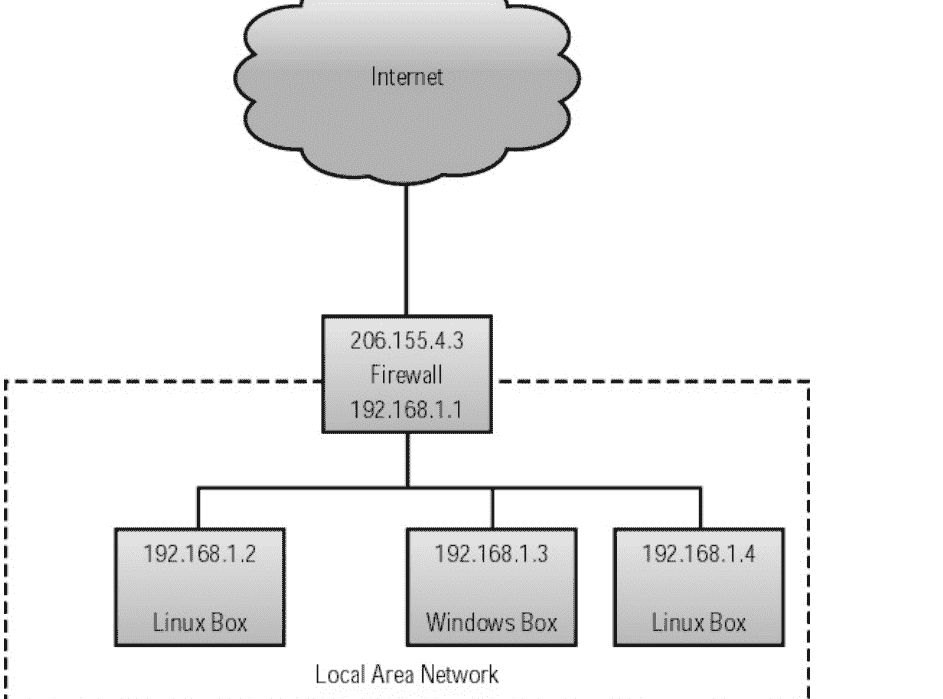 Internet
206.155.4.3
Firewall
192.168.1.1
192.168.1.2
Linux Box
192.168.1.3
Windows Box
192.168.1.4
Linux Box
Local Area Network